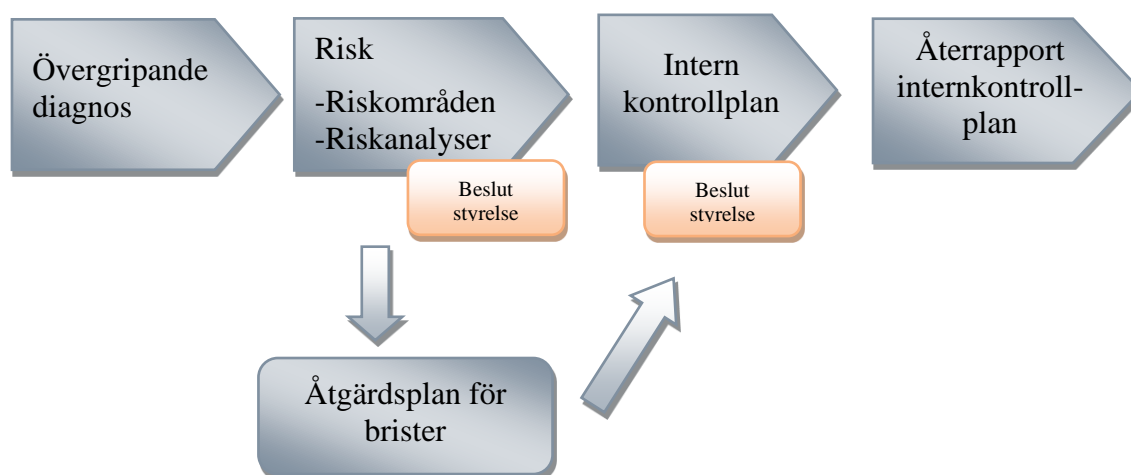 Övergripande
diagnos
Risk
-Riskområden
-Riskanalyser
Beslut
styrelse
Intern
kontrollplan
Beslut
styrelse
Återrapport
internkontroll-
plan
Åtgärdsplan för
brister